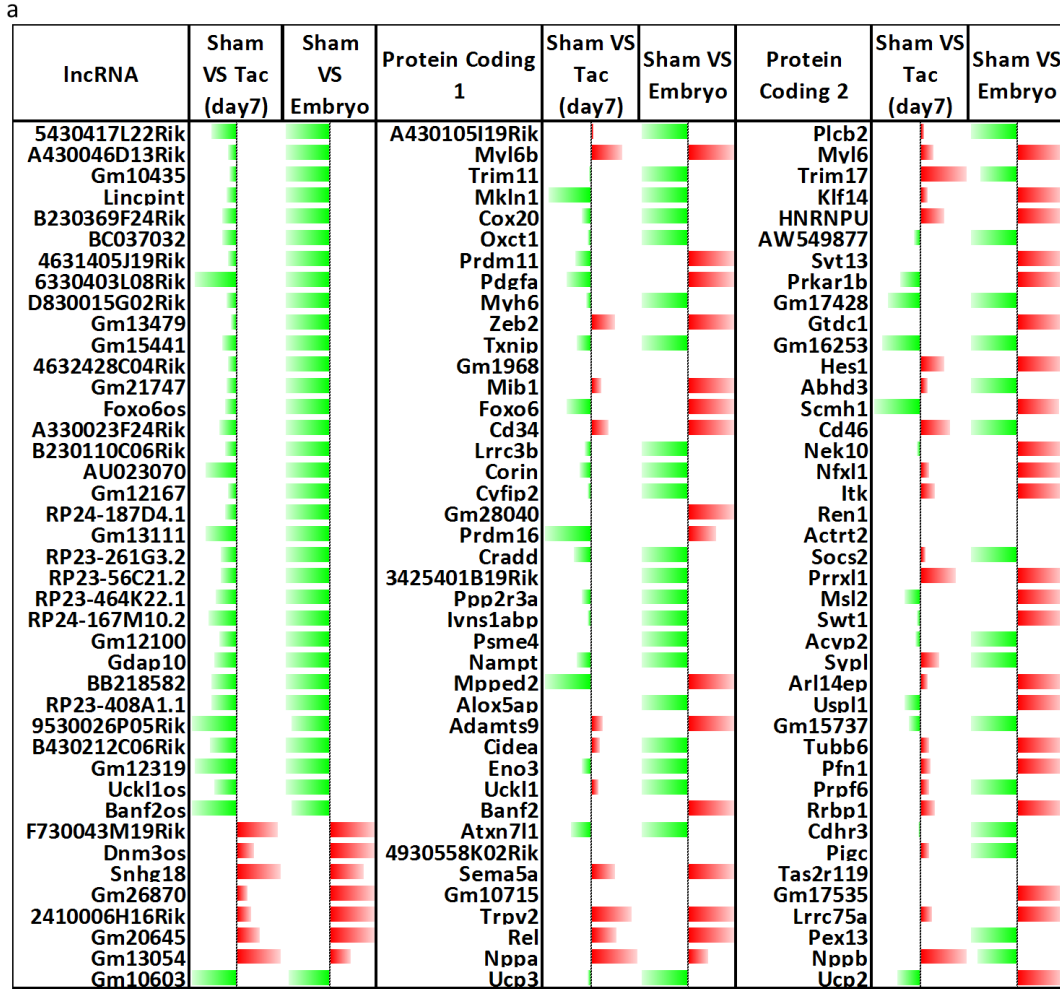 a
lncRNA
Sham
VS Tac
(day7)
Sham
VS
Embryo
Protein Coding
1
Sham VS
Tac
(day7)
Sham VS
Embryo
Protein
Coding 2
Sham VS
Tac
(day7)
Sham VS
Embryo
5430417L22Rik A430105I19Rik Plcb2
A430046D13Rik Myl6b Myl6
Gm10435 Trim11 Trim17
Lincpint Mkln1 Klf14
B230369F24Rik Cox20 HNRNPU
BC037032 Oxct1 AW549877
4631405J19Rik Prdm11 Syt13
6330403L08Rik Pdgfa Prkar1b
D830015G02Rik Myh6 Gm17428
Gm13479 Zeb2 Gtdc1
Gm15441 Txnip Gm16253
4632428C04Rik Gm1968 Hes1
Gm21747 Mib1 Abhd3
Foxo6os Foxo6 Scmh1
A330023F24Rik Cd34 Cd46
B230110C06Rik Lrrc3b Nek10
AU023070 Corin Nfxl1
Gm12167 Cyfip2 Itk
RP24-187D4.1 Gm28040 Ren1
Gm13111 Prdm16 Actrt2
RP23-261G3.2 Cradd Socs2
RP23-56C21.2 3425401B19Rik Prrxl1
RP23-464K22.1 Ppp2r3a Msl2
RP24-167M10.2 Ivns1abp Swt1
Gm12100 Psme4 Acyp2
Gdap10 Nampt Sypl
BB218582 Mpped2 Arl14ep
RP23-408A1.1 Alox5ap Uspl1
9530026P05Rik Adamts9 Gm15737
B430212C06Rik Cidea Tubb6
Gm12319 Eno3 Pfn1
Uckl1os Uckl1 Prpf6
Banf2os Banf2 Rrbp1
F730043M19Rik Atxn7l1 Cdhr3
Dnm3os 4930558K02Rik Pigc
Snhg18 Sema5a Tas2r119
Gm26870 Gm10715 Gm17535
2410006H16Rik Trpv2 Lrrc75a
Gm20645 Rel Pex13
Gm13054 Nppa Nppb
Gm10603 Ucp3 Ucp2